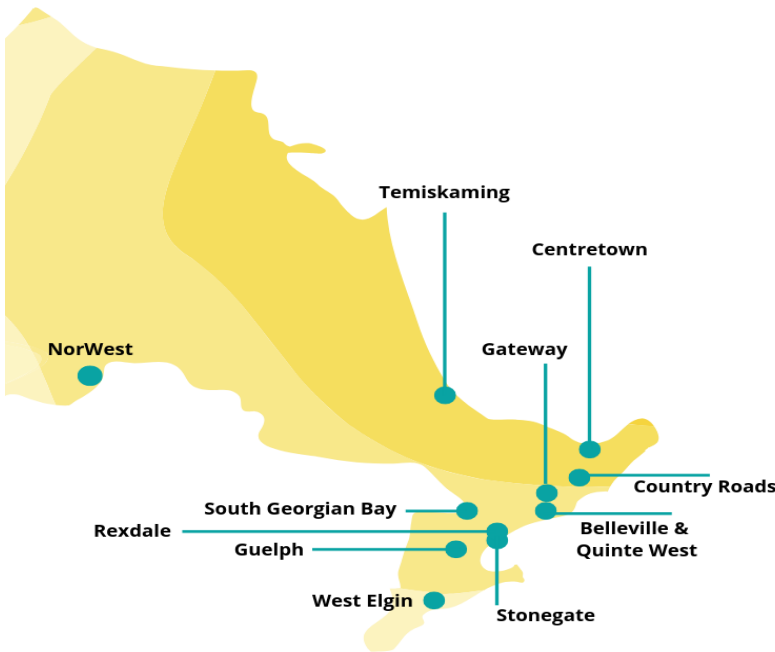 Temiskaming
Centretown
NorWest
Gateway
Country Roads
South Georgian Bay
Rexdale
Belleville &
Quinte West
Guelph
West Elgin
Stonegate